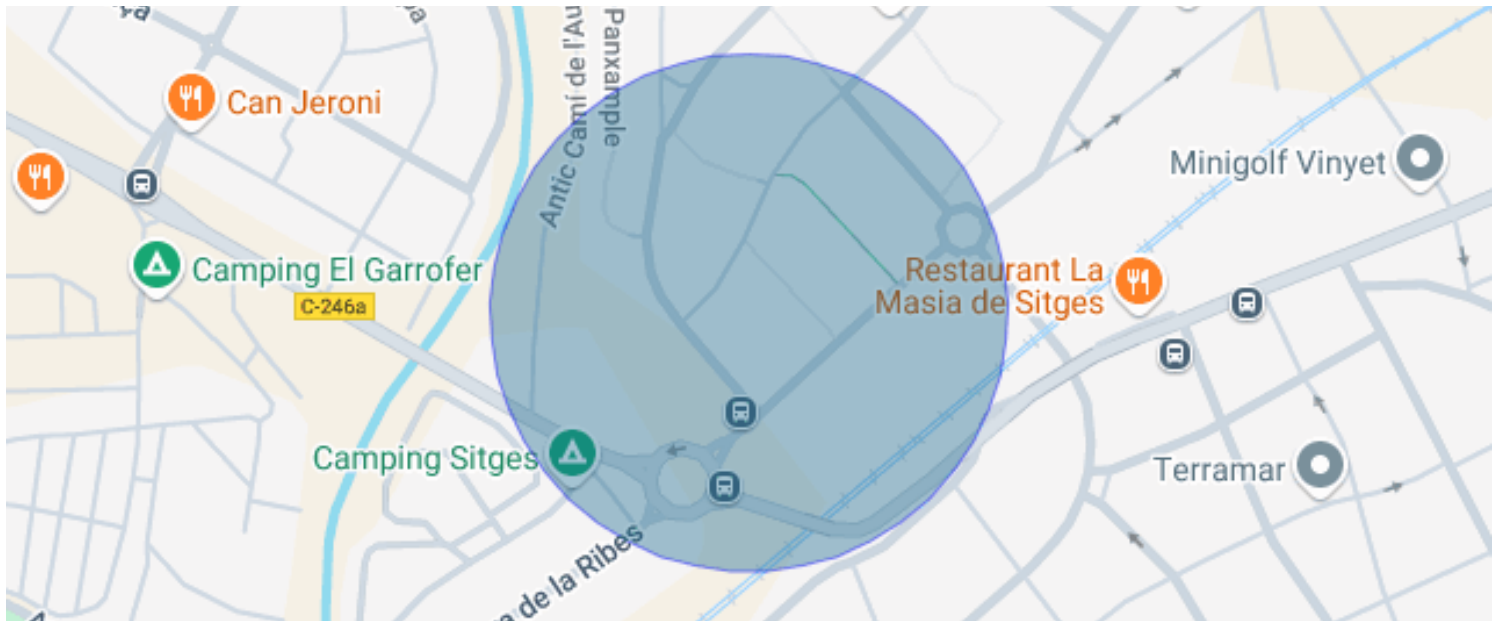 Can Jeroni
Antic Camí de l'Au
Panxample
Minigolf Vinyet
Camping El Garrofer
C-246a
Restaurant La
Masia de Sitges
Camping Sitges
Terramar
de la Ribes